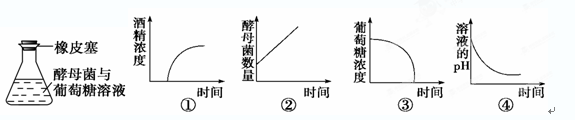 橡皮塞
酵母菌与
葡萄糖溶液
酒精浓度
时间
①
酵母菌数量
时间
②
葡萄糖浓度
时间
③
溶液的pH
时间
④